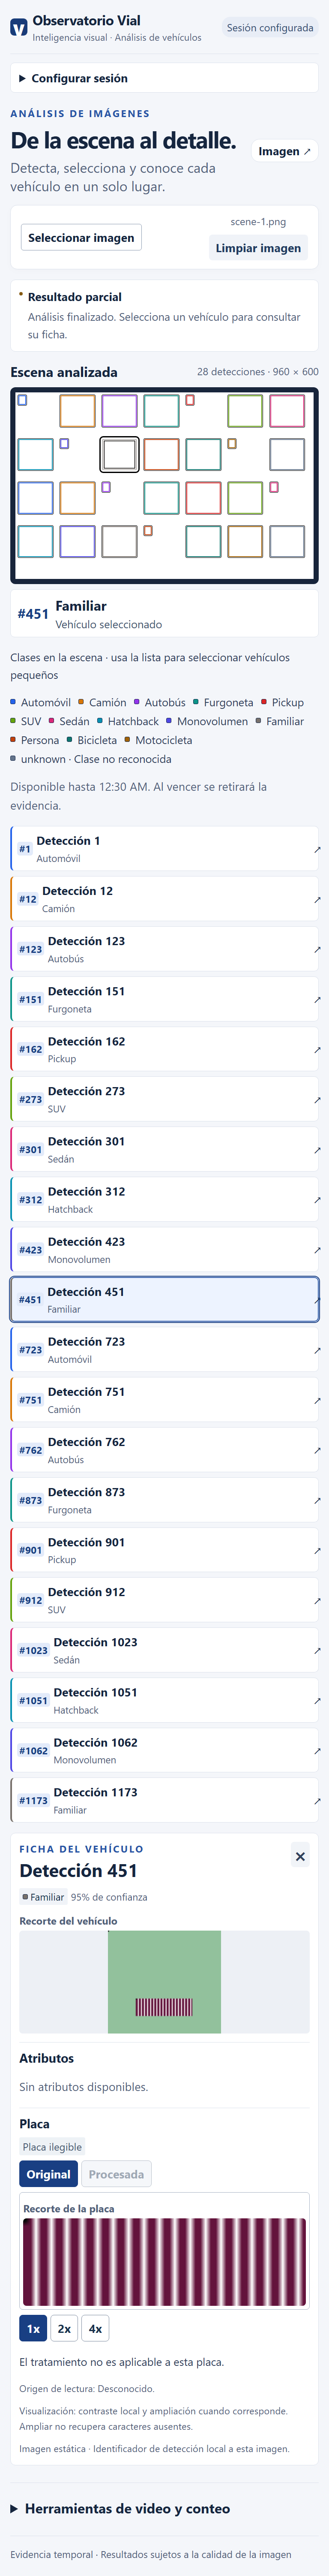 Observatorio Vial
Inteligencia visual · Análisis de vehículos
Sesión configurada
▶ Configurar sesión
ANÁLISIS DE IMÁGENES
De la escena al detalle.
Imagen ↗
Detecta, selecciona y conoce cada
vehículo en un solo lugar.
Seleccionar imagen
scene-1.png
Limpiar imagen
Resultado parcial
Análisis finalizado. Selecciona un vehículo para consultar
su ficha.
Escena analizada
28 detecciones · 960 × 600
#451
Familiar
Vehículo seleccionado
Clases en la escena · usa la lista para seleccionar vehículos
pequeños
Automóvil Camión Autobús Furgoneta Pickup
SUV Sedán Hatchback Monovolumen Familiar
Persona Bicicleta Motocicleta
unknown · Clase no reconocida
Disponible hasta 12:30 AM. Al vencer se retirará la
evidencia.
#1 Detección 1 ↗
Automóvil
#12 Detección 12 ↗
Camión
#123 Detección 123 ↗
Autobús
#151 Detección 151 ↗
Furgoneta
#162 Detección 162 ↗
Pickup
#273 Detección 273 ↗
SUV
#301 Detección 301 ↗
Sedán
#312 Detección 312 ↗
Hatchback
#423 Detección 423 ↗
Monovolumen
#451 Detección 451 ↗
Familiar
#723 Detección 723 ↗
Automóvil
#751 Detección 751 ↗
Camión
#762 Detección 762 ↗
Autobús
#873 Detección 873 ↗
Furgoneta
#901 Detección 901 ↗
Pickup
#912 Detección 912 ↗
SUV
#1023 Detección 1023 ↗
Sedán
#1051 Detección 1051 ↗
Hatchback
#1062 Detección 1062 ↗
Monovolumen
#1173 Detección 1173 ↗
Familiar
FICHA DEL VEHÍCULO
Detección 451
×
Familiar 95% de confianza
Recorte del vehículo
Atributos
Sin atributos disponibles.
Placa
Placa ilegible
Original Procesada
Recorte de la placa
1x 2x 4x
El tratamiento no es aplicable a esta placa.
Origen de lectura: Desconocido.
Visualización: contraste local y ampliación cuando corresponde.
Ampliar no recupera caracteres ausentes.
Imagen estática · Identificador de detección local a esta imagen.
▶ Herramientas de video y conteo
Evidencia temporal · Resultados sujetos a la calidad de la imagen